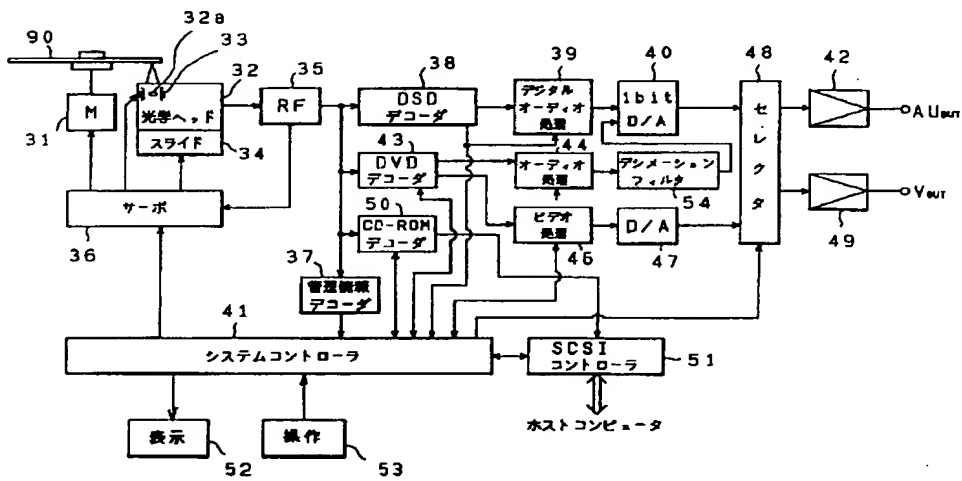 90
32a
33
32
35
38
39
40
48
42
M
31
光学ヘッド
スライド
34
RF
DSD
デコーダ
デジタル
オーディオ
処理
1bit
D/A
セレクタ
AUOUT
43
DVD
デコーダ
44
オーディオ
処理
デシメーション
フィルタ
54
サーボ
36
50
CD-ROM
デコーダ
ビデオ
処理
46
D/A
47
VOUT
49
37
管理情報
デコーダ
41
システムコントローラ
SCSI
コントローラ
51
ホストコンピュータ
表示
52
操作
53